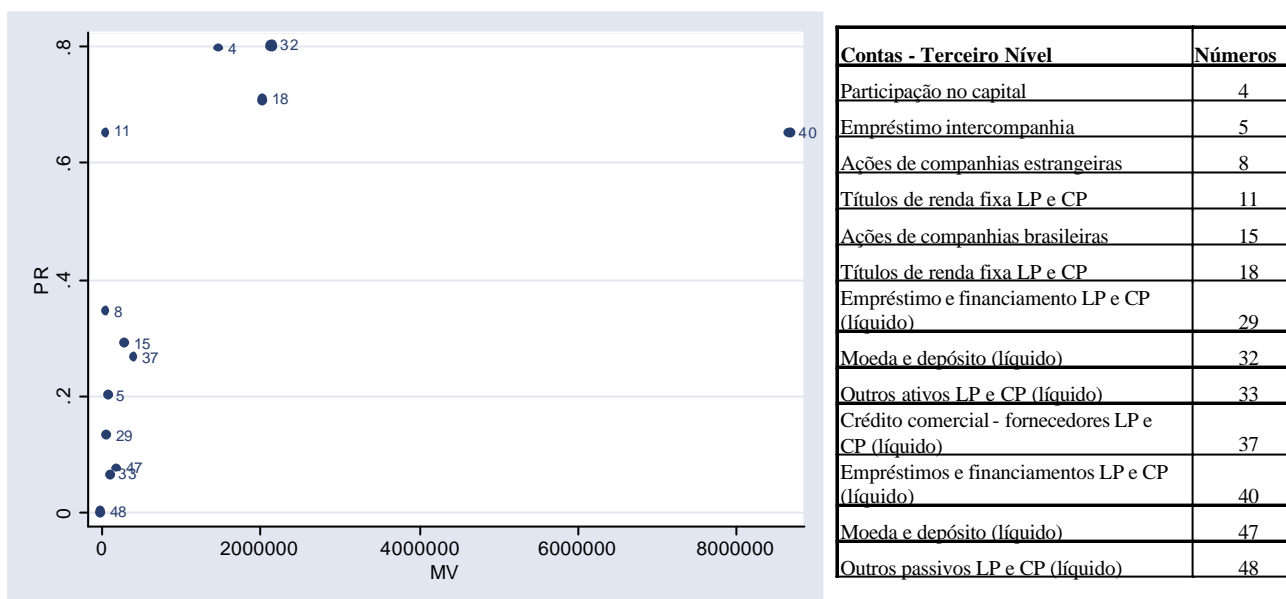 .8
.6
.4
.2
0
PR
4
32
18
11
40
8
15
37
5
29
47
33
48
0
2000000
4000000
6000000
8000000
MV
Contas - Terceiro Nível Números
Participação no capital 4
Empréstimo intercompanhia 5
Ações de companhias estrangeiras 8
Títulos de renda fixa LP e CP 11
Ações de companhias brasileiras 15
Títulos de renda fixa LP e CP 18
Empréstimo e financiamento LP e CP
(líquido) 29
Moeda e depósito (líquido) 32
Outros ativos LP e CP (líquido) 33
Crédito comercial - fornecedores LP e
CP (líquido) 37
Empréstimos e financiamentos LP e CP
(líquido) 40
Moeda e depósito (líquido) 47
Outros passivos LP e CP (líquido) 48